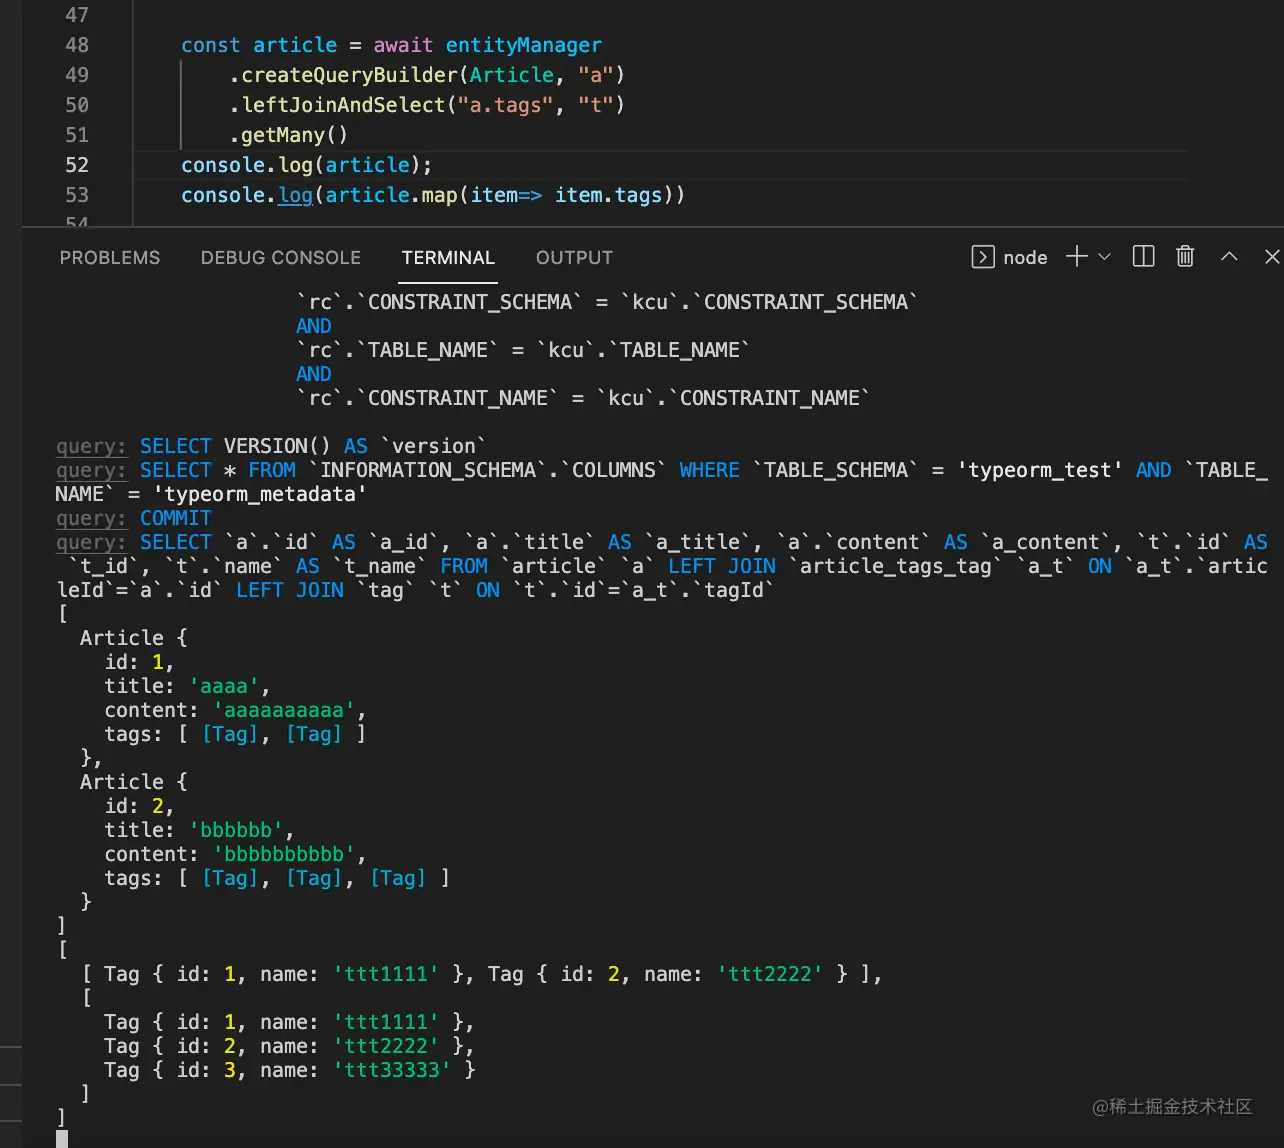 47
48 const article = await entityManager
49 .createQueryBuilder(Article, "a")
50 .leftJoinAndSelect("a.tags", "t")
51 .getMany()
52 console.log(article);
53 console.log(article.map(item=> item.tags))
54
PROBLEMS DEBUG CONSOLE TERMINAL OUTPUT node
`rc`.`CONSTRAINT_SCHEMA` = `kcu`.`CONSTRAINT_SCHEMA`
AND
`rc`.`TABLE_NAME` = `kcu`.`TABLE_NAME`
AND
`rc`.`CONSTRAINT_NAME` = `kcu`.`CONSTRAINT_NAME`
query: SELECT VERSION() AS `version`
query: SELECT * FROM `INFORMATION_SCHEMA`.`COLUMNS` WHERE `TABLE_SCHEMA` = 'typeorm_test' AND `TABLE_
NAME` = 'typeorm_metadata'
query: COMMIT
query: SELECT `a`.`id` AS `a_id`, `a`.`title` AS `a_title`, `a`.`content` AS `a_content`, `t`.`id` AS
`t_id`, `t`.`name` AS `t_name` FROM `article` `a` LEFT JOIN `article_tags_tag` `a_t` ON `a_t`.`artic
leId`=`a`.`id` LEFT JOIN `tag` `t` ON `t`.`id`=`a_t`.`tagId`
[
Article {
id: 1,
title: 'aaaa',
content: 'aaaaaaaaaa',
tags: [ [Tag], [Tag] ]
},
Article {
id: 2,
title: 'bbbbbb',
content: 'bbbbbbbbbb',
tags: [ [Tag], [Tag], [Tag] ]
}
]
[
[ Tag { id: 1, name: 'ttt1111' }, Tag { id: 2, name: 'ttt2222' } ],
[
Tag { id: 1, name: 'ttt1111' },
Tag { id: 2, name: 'ttt2222' },
Tag { id: 3, name: 'ttt33333' }
]
]
@稀土掘金技术社区